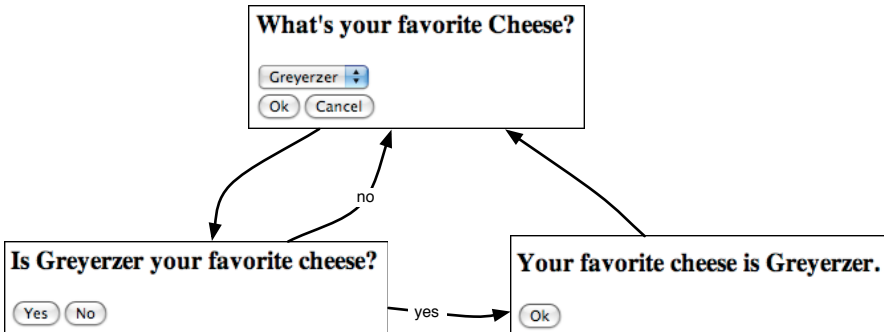 What's your favorite Cheese?
Greyerzer
Ok Cancel
no
Is Greyerzer your favorite cheese?
Yes No
yes
Your favorite cheese is Greyerzer.
Ok